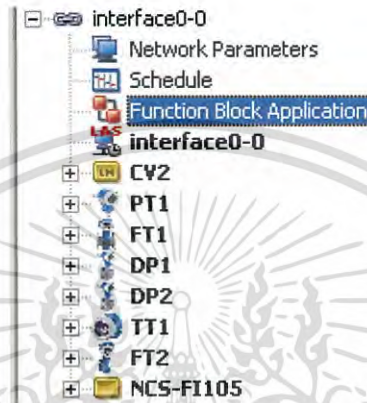 interface0-0
Network Parameters
Schedule
Function Block Application
LAS
interface0-0
CV2
PT1
FT1
DP1
DP2
TT1
FT2
NCS-FI105